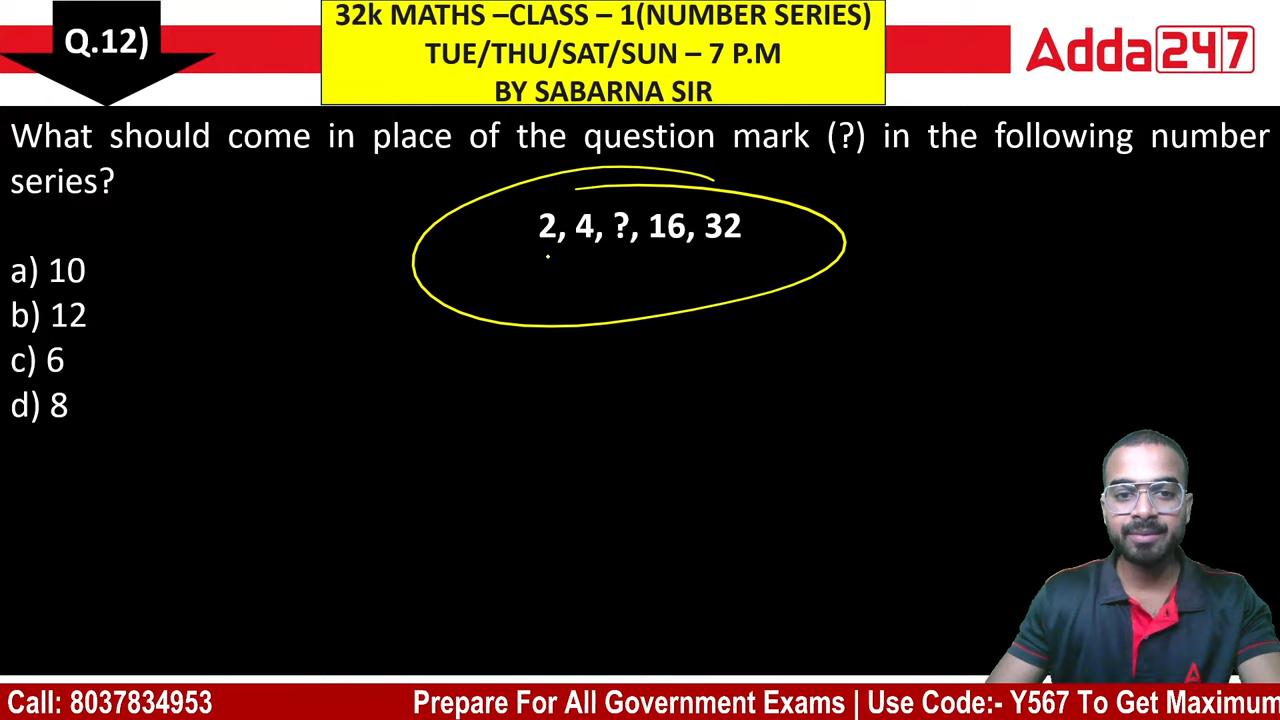 Q.12)
32k MATHS –CLASS – 1(NUMBER SERIES)
TUE/THU/SAT/SUN – 7 P.M
BY SABARNA SIR
Adda247
What should come in place of the question mark (?) in the following number
series?
2, 4, ?, 16, 32
a) 10
b) 12
c) 6
d) 8
Call: 8037834953
Prepare For All Government Exams | Use Code:- Y567 To Get Maximum